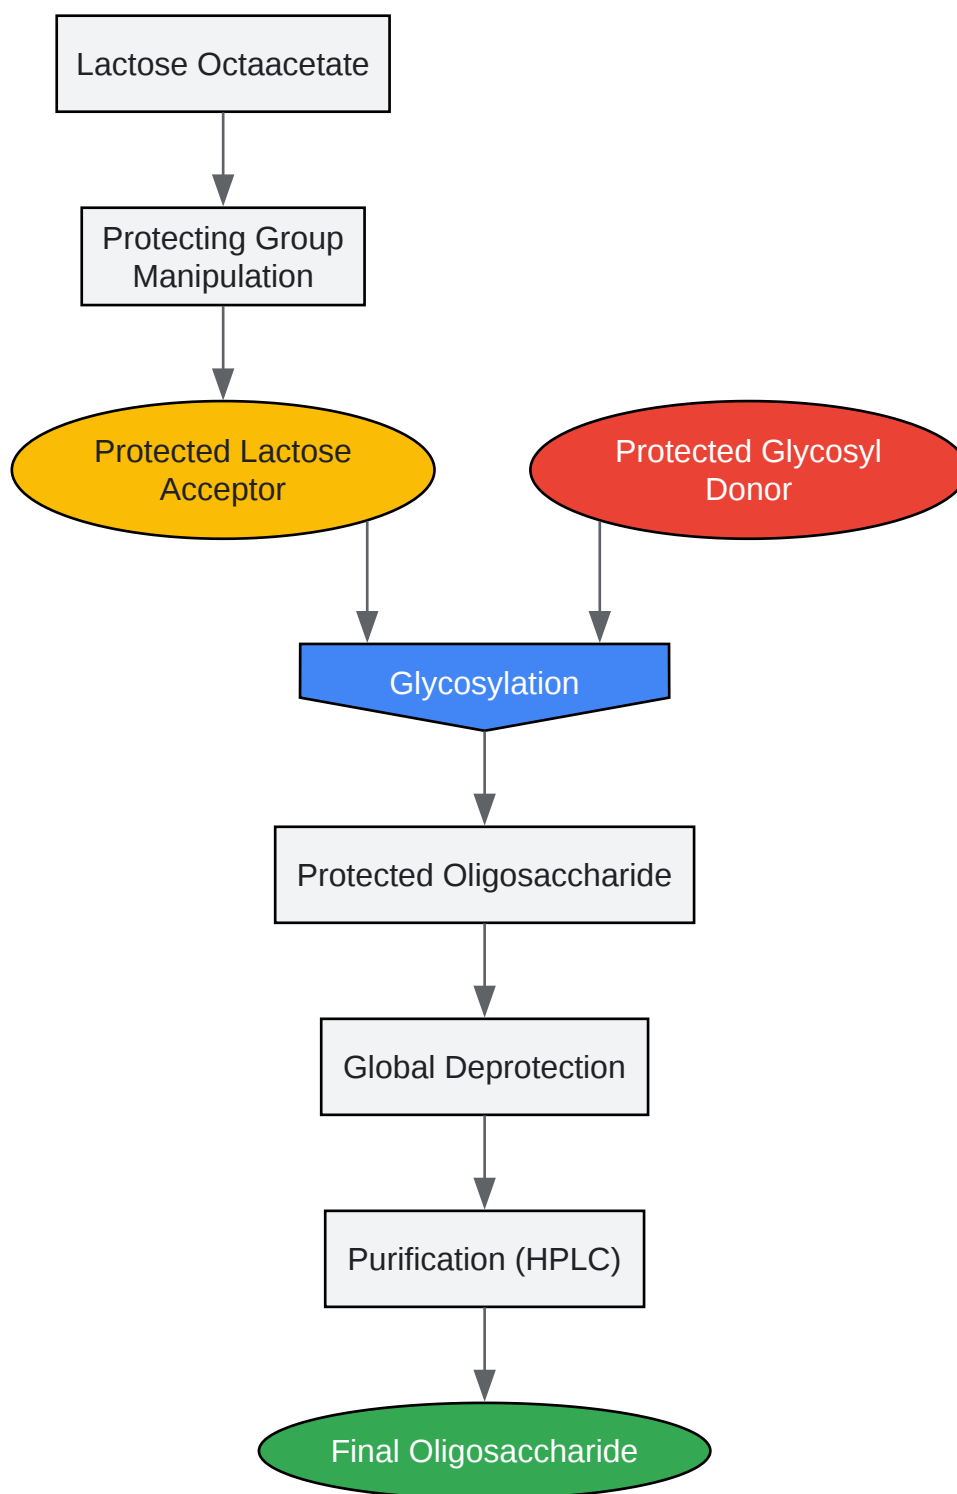 Lactose Octaacetate
Protecting Group
Manipulation
Protected Lactose
Acceptor
Protected Glycosyl
Donor
Glycosylation
Protected Oligosaccharide
Global Deprotection
Purification (HPLC)
Final Oligosaccharide